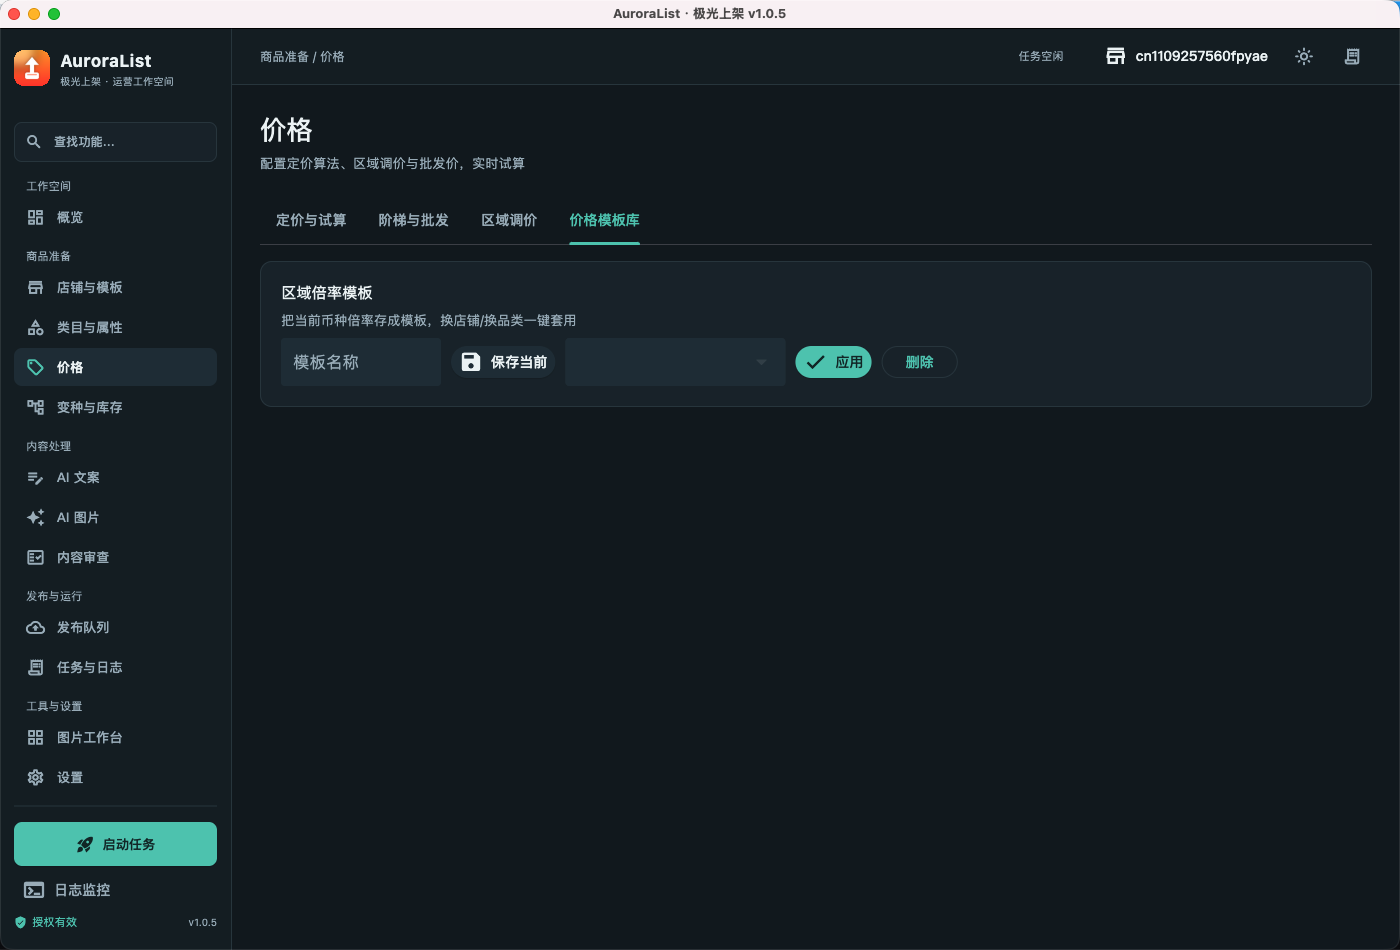 AuroraList · 极光上架 v1.0.5
AuroraList
极光上架 · 运营工作空间
查找功能...
工作空间
概览
商品准备
店铺与模板
类目与属性
价格
变种与库存
内容处理
AI 文案
AI 图片
内容审查
发布与运行
发布队列
任务与日志
工具与设置
图片工作台
设置
启动任务
日志监控
授权有效
v1.0.5
商品准备 / 价格
任务空闲
cn1109257560fpyae
价格
配置定价算法、区域调价与批发价，实时试算
定价与试算
阶梯与批发
区域调价
价格模板库
区域倍率模板
把当前币种倍率存成模板，换店铺/换品类一键套用
模板名称
保存当前
应用
删除